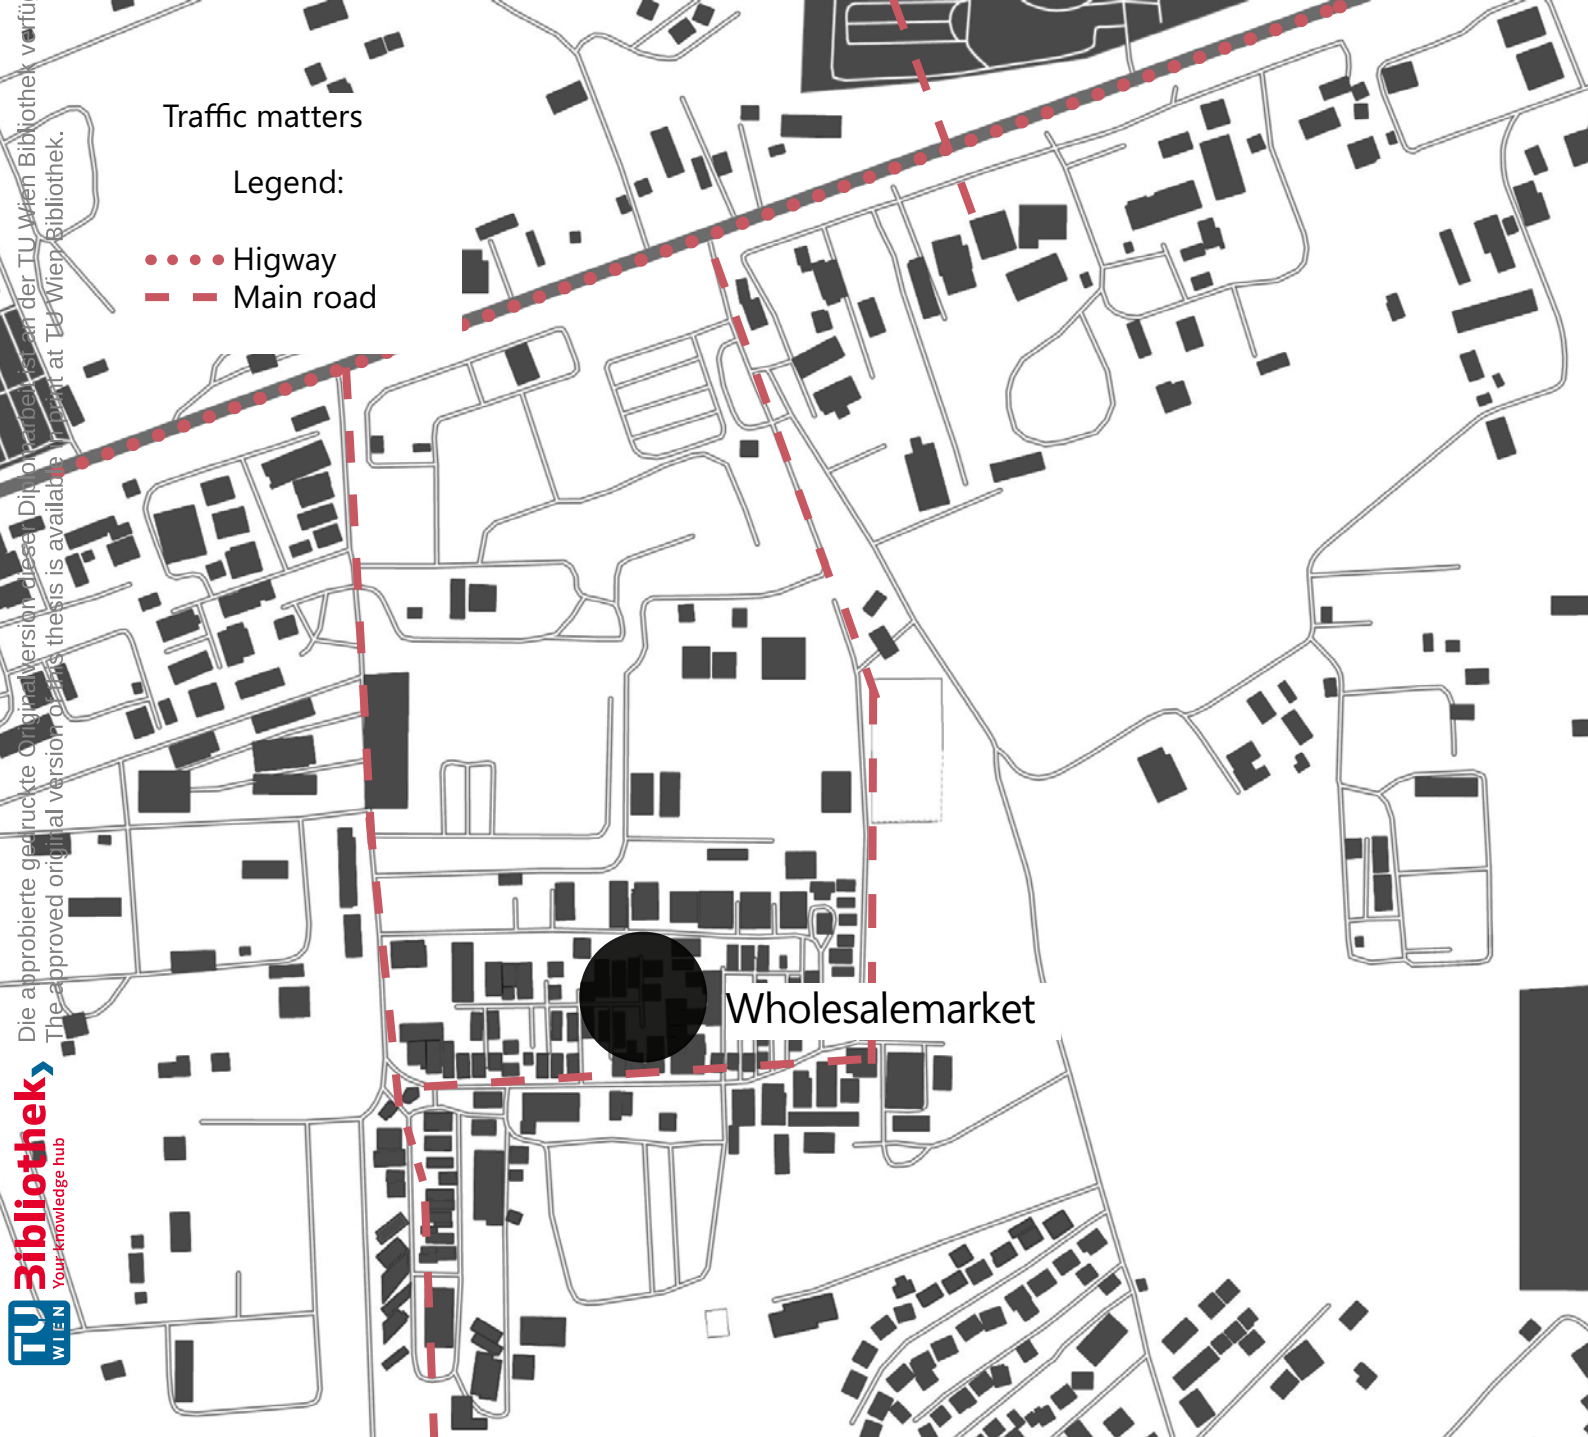 Traffic matters
Legend:
Higway
Main road
Wholesalemarket
Die approbierte gedruckte Originalversion dieser Diplomarbeit ist an der TU Wien Bibliothek
The approved original version of this thesis is available in print at TU Wien Bibliothek.
TU
WIEN
Bibliothek
Your knowledge hub